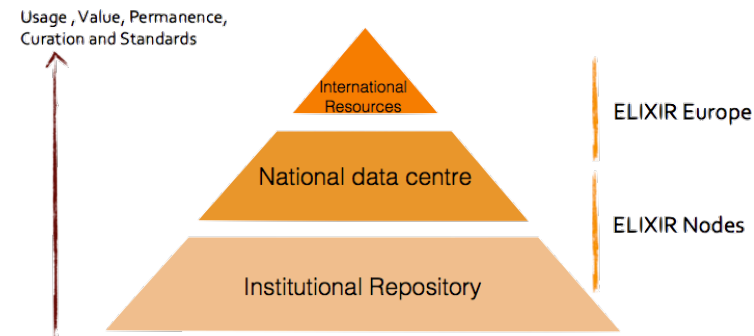 Usage , Value, Permanence,
Curation and Standards
International
Resources
ELIXIR Europe
National data centre
ELIXIR Nodes
Institutional Repository